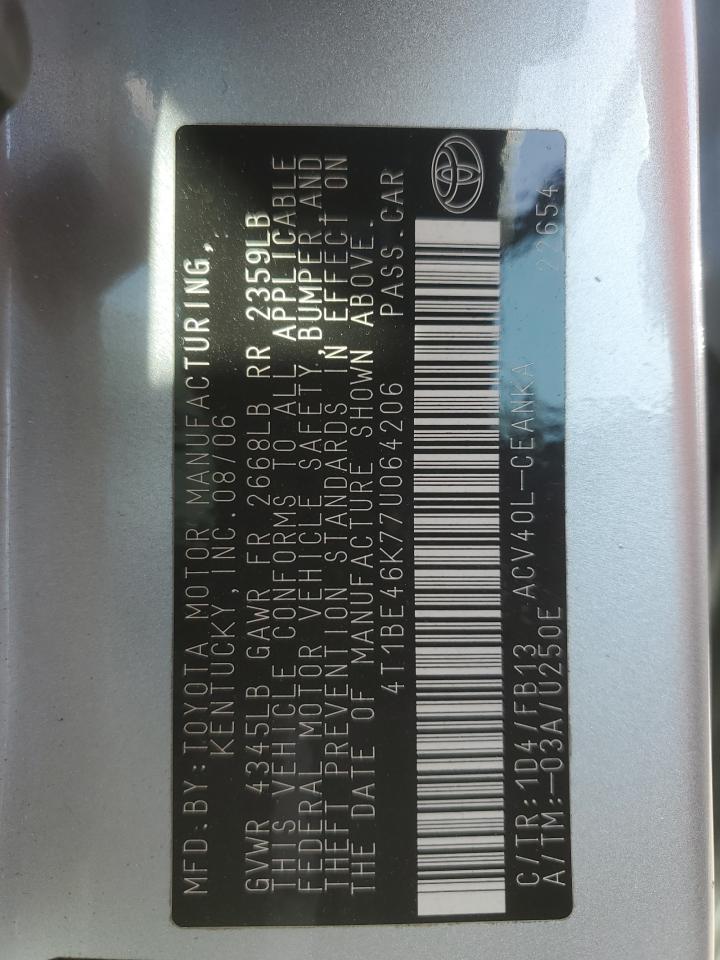 MFD.BY:TOYOTA MOTOR MANUFACTURING,
KENTUCKY, INC.08/06
GVWR 4345LB GAWR FR 2668LB RR 2359LB
THIS VEHICLE CONFORMS TO ALL APPLICABLE
FEDERAL MOTOR VEHICLE SAFETY, BUMPER, AND
THEFT PREVENTION STANDARDS IN EFFECT ON
THE DATE OF MANUFACTURE SHOWN ABOVE.
4T1BE46K77U064206 PASS.CAR
C/TR:1D4/FB13 ACV40L-CEANKA 22654
A/TM:-03A/U250E